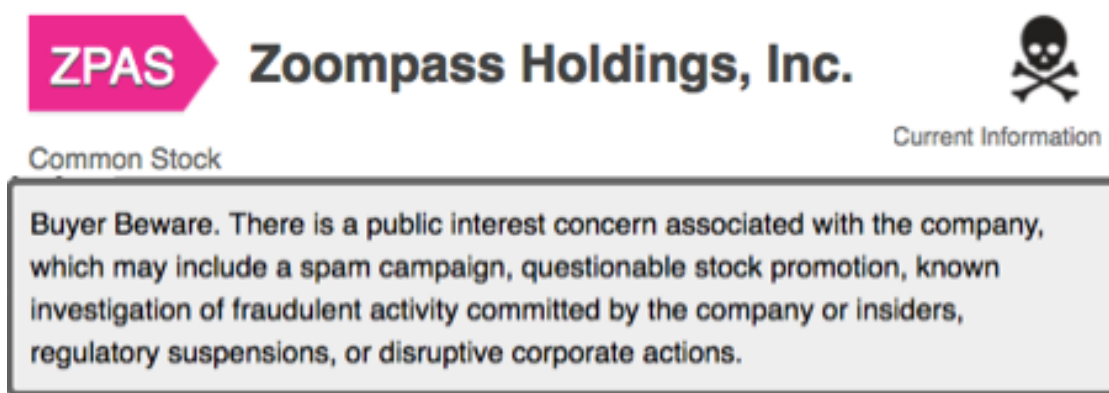 ZPAS
Zoompass Holdings, Inc.
Current Information
Common Stock
Buyer Beware. There is a public interest concern associated with the company,
which may include a spam campaign, questionable stock promotion, known
investigation of fraudulent activity committed by the company or insiders,
regulatory suspensions, or disruptive corporate actions.